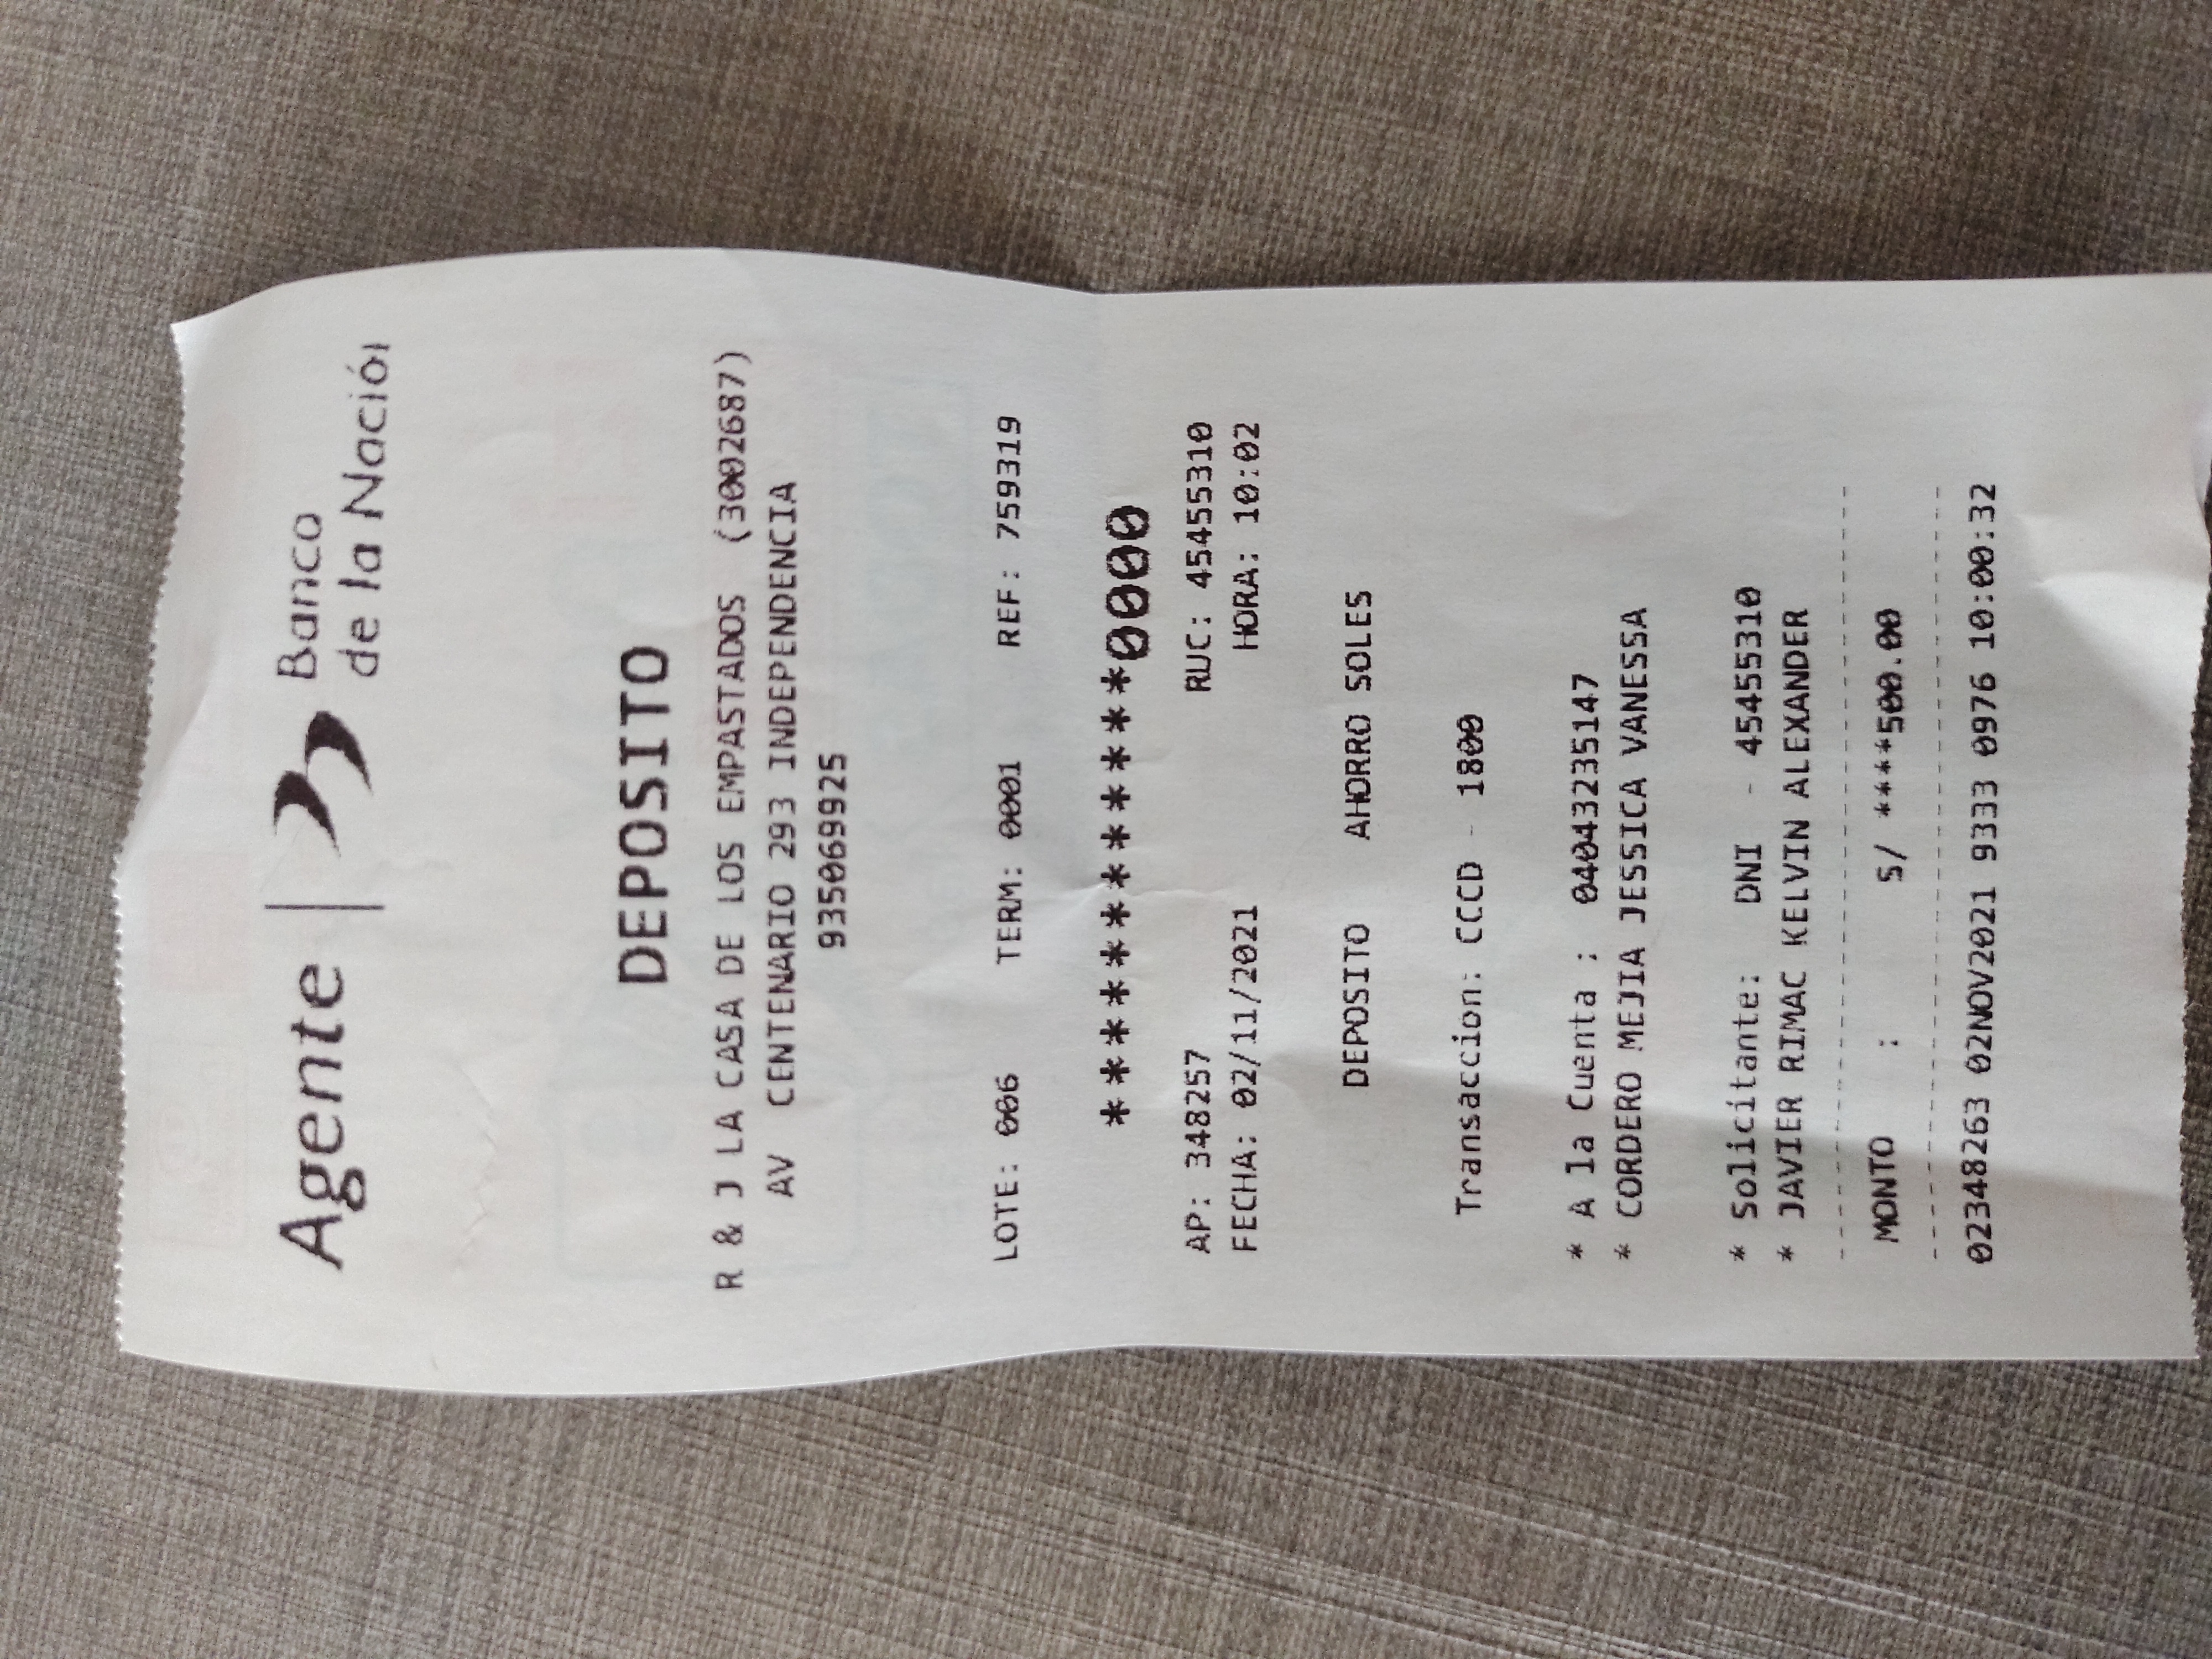 Agente | Banco de la Nación
DEPOSITO
R & J LA CASA DE LOS EMPASTADOS (3002687)
AV CENTENARIO 293 INDEPENDENCIA
935069925
LOTE: 066 TERM: 0001 REF: 759319
************0000
AP: 348257 RUC: 45455310
FECHA: 02/11/2021 HORA: 10:02
DEPOSITO AHORRO SOLES
Transaccion: CCCD - 1800
* A la Cuenta : 04043235147
* CORDERO MEJIA JESSICA VANESSA
* Solicitante: DNI - 45455310
* JAVIER RIMAC KELVIN ALEXANDER
MONTO : S/ ****500.00
02348263 02NOV2021 9333 0976 10:00:32